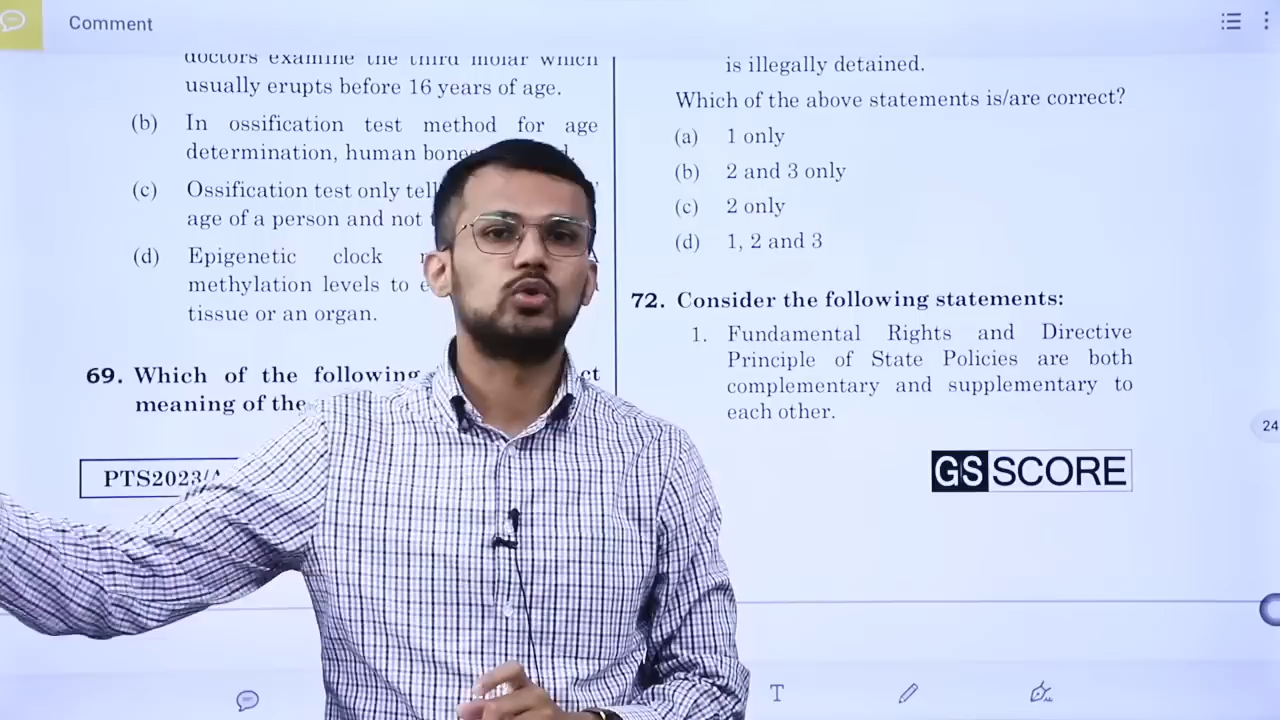 Comment
doctors examine the third molar which
usually erupts before 16 years of age.
(b) In ossification test method for age
determination, human bones
(c) Ossification test only
age of a person and not
(d) Epigenetic clock
methylation levels to
tissue or an organ.
69. Which of the following
meaning of the
PTS2023/
is illegally detained.
Which of the above statements is/are correct?
(a) 1 only
(b) 2 and 3 only
(c) 2 only
(d) 1, 2 and 3
72. Consider the following statements:
1. Fundamental Rights and Directive
Principle of State Policies are both
complementary and supplementary to
each other.
GS SCORE
24
T